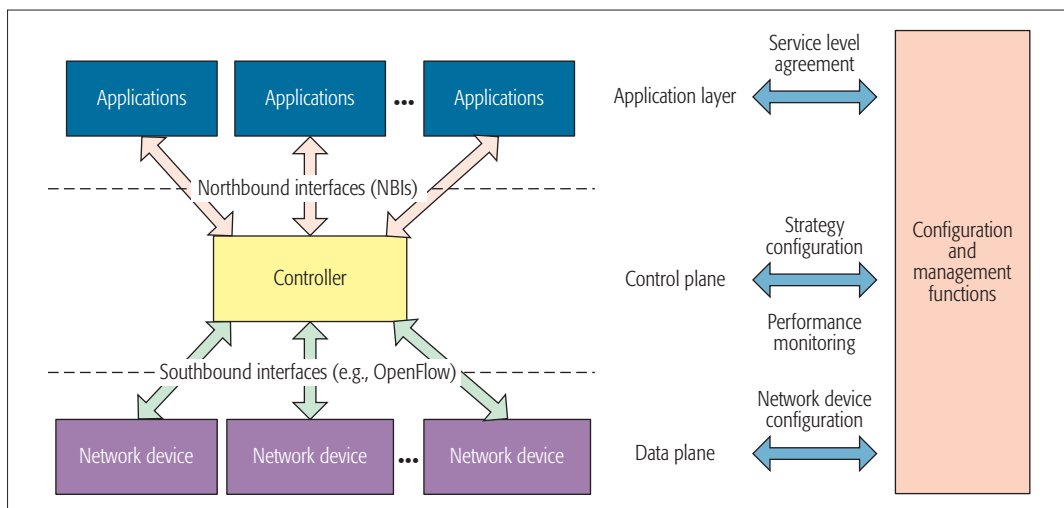 Applications
Applications
...
Applications
Northbound interfaces (NBIs)
Controller
Southbound interfaces (e.g., OpenFlow)
Network device
Network device
...
Network device
Application layer
Service level
agreement
Control plane
Strategy
configuration
Performance
monitoring
Data plane
Network device
configuration
Configuration
and
management
functions